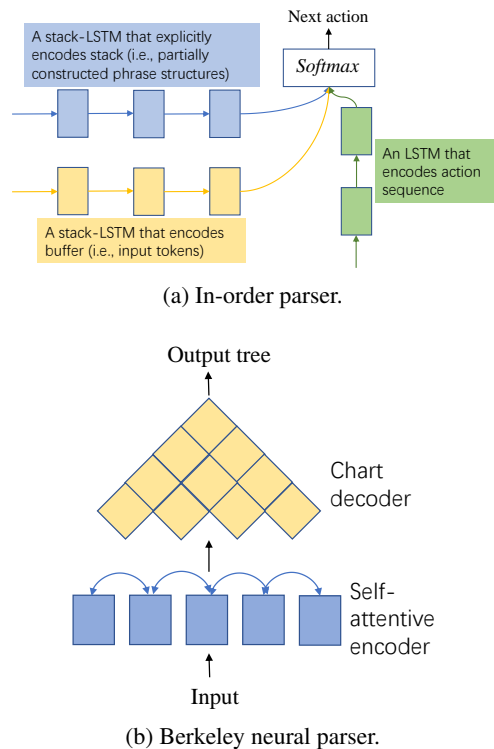 Next action
A stack-LSTM that explicitly
encodes stack (i.e., partially
constructed phrase structures)
Softmax
An LSTM that
encodes action
sequence
A stack-LSTM that encodes
buffer (i.e., input tokens)
(a) In-order parser.
Output tree
Chart
decoder
Self-
attentive
encoder
Input
(b) Berkeley neural parser.